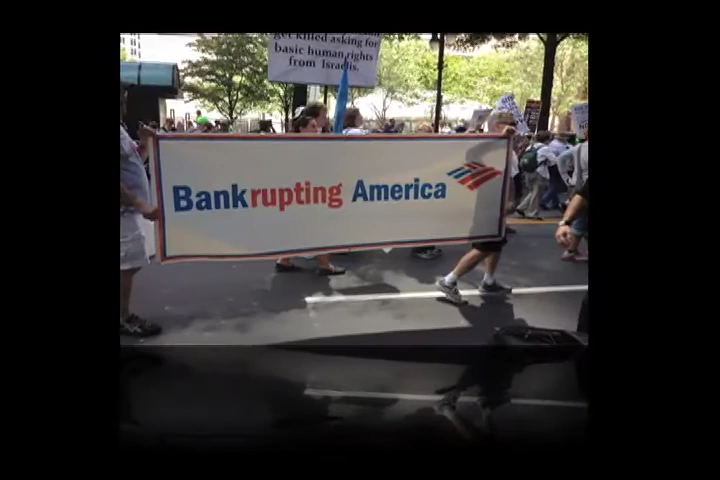 get killed asking for
basic human rights
from Israelis.
Bankrupting America